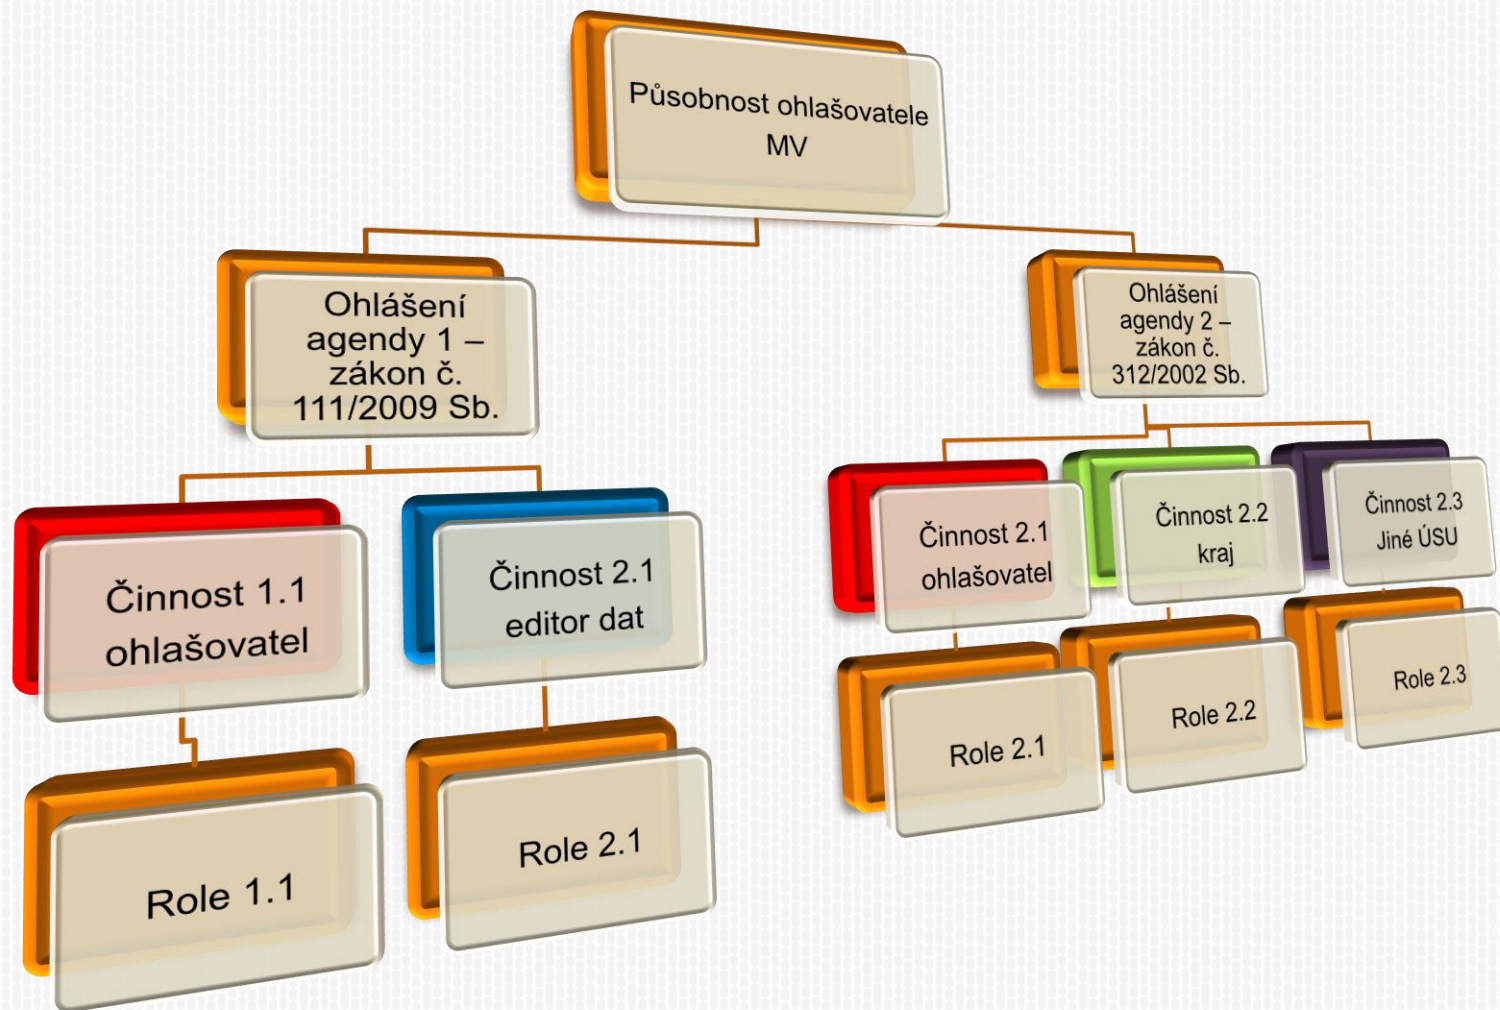 Působnost ohlašovatele
MV
Ohlášení
agendy 1 –
zákon č.
111/2009 Sb.
Ohlášení
agendy 2 –
zákon č.
312/2002 Sb.
Činnost 1.1
ohlašovatel
Činnost 2.1
editor dat
Činnost 2.1
ohlašovatel
Činnost 2.2
kraj
Činnost 2.3
Jiné ÚSU
Role 1.1
Role 2.1
Role 2.1
Role 2.2
Role 2.3